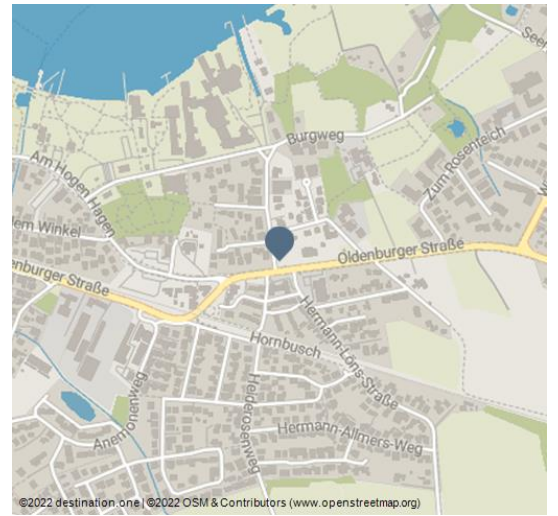 See
Burgweg
Am Hogen Hagen
Zum Rosenteich
dem Winkel
Oldenburger Straße
enburger Straße
Hermann-Löns-Straße
Hornbusch
Heiderosenweg
Anemonenweg
Hermann-Allmers-Weg
©2022 destination.one | ©2022 OSM & Contributors (www.openstreetmap.org)